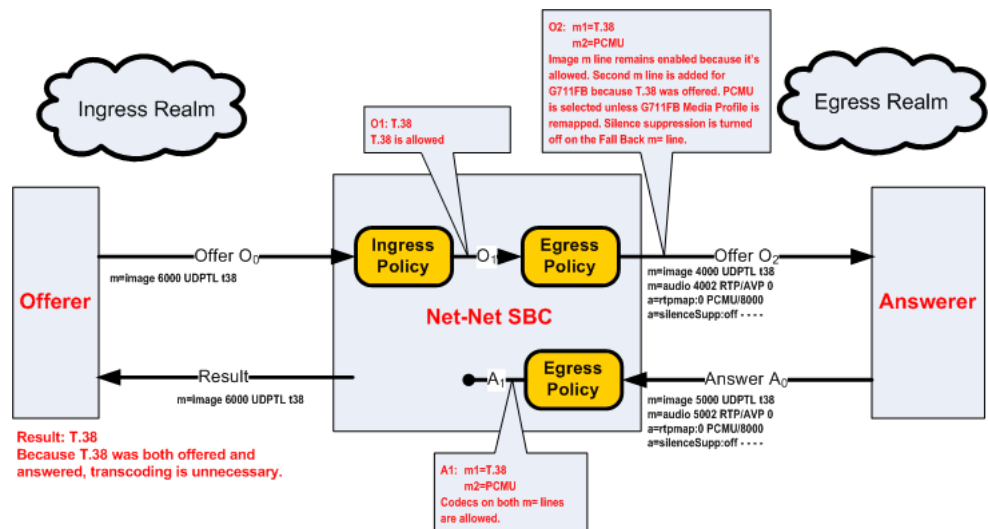 Ingress Realm
O1: T.38
T.38 is allowed
O2: m1=T.38
m2=PCMU
Image m line remains enabled because it's
allowed. Second m line is added for
G711FB because T.38 was offered. PCMU
is selected unless G711FB Media Profile is
remapped. Silence suppression is turned
off on the Fall Back m= line.
Egress Realm
Offerer
Offer O0
m=image 6000 UDPTL t38
Ingress
Policy
O1
Egress
Policy
Offer O2
m=image 4000 UDPTL t38
m=audio 4002 RTP/AVP 0
a=rtpmap:0 PCMU/8000
a=silenceSupp:off - - - -
Answerer
Net-Net SBC
Result
m=image 6000 UDPTL t38
A1
Egress
Policy
Answer A0
m=image 5000 UDPTL t38
m=audio 5002 RTP/AVP 0
a=rtpmap:0 PCMU/8000
a=silenceSupp:off - - - -
Result: T.38
Because T.38 was both offered and
answered, transcoding is unnecessary.
A1: m1=T.38
m2=PCMU
Codecs on both m= lines
are allowed.